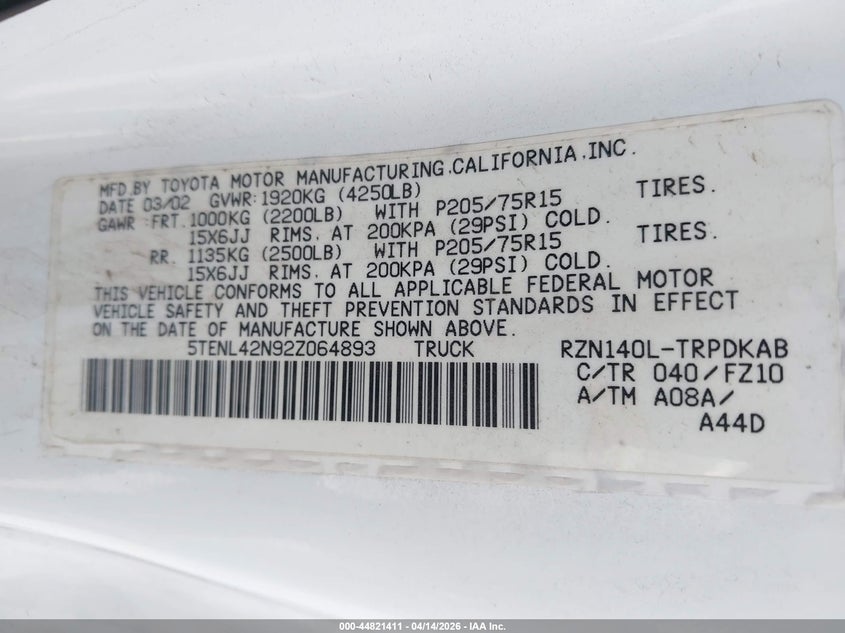 MFD.BY TOYOTA MOTOR MANUFACTURING.CALIFORNIA.INC.
DATE 03/02 GVWR:1920KG (4250LB)
GAWR FRT. 1000KG (2200LB) WITH P205/75R15 TIRES.
15X6JJ RIMS. AT 200KPA (29PSI) COLD.
RR. 1135KG (2500LB) WITH P205/75R15 TIRES.
15X6JJ RIMS. AT 200KPA (29PSI) COLD.
THIS VEHICLE CONFORMS TO ALL APPLICABLE FEDERAL MOTOR
VEHICLE SAFETY AND THEFT PREVENTION STANDARDS IN EFFECT
ON THE DATE OF MANUFACTURE SHOWN ABOVE.
5TENL42N92Z064893 TRUCK RZN140L-TRPDKAB
C/TR 040/FZ10
A/TM A08A/
A44D
000-44821411 - 04/14/2026 - IAA Inc.